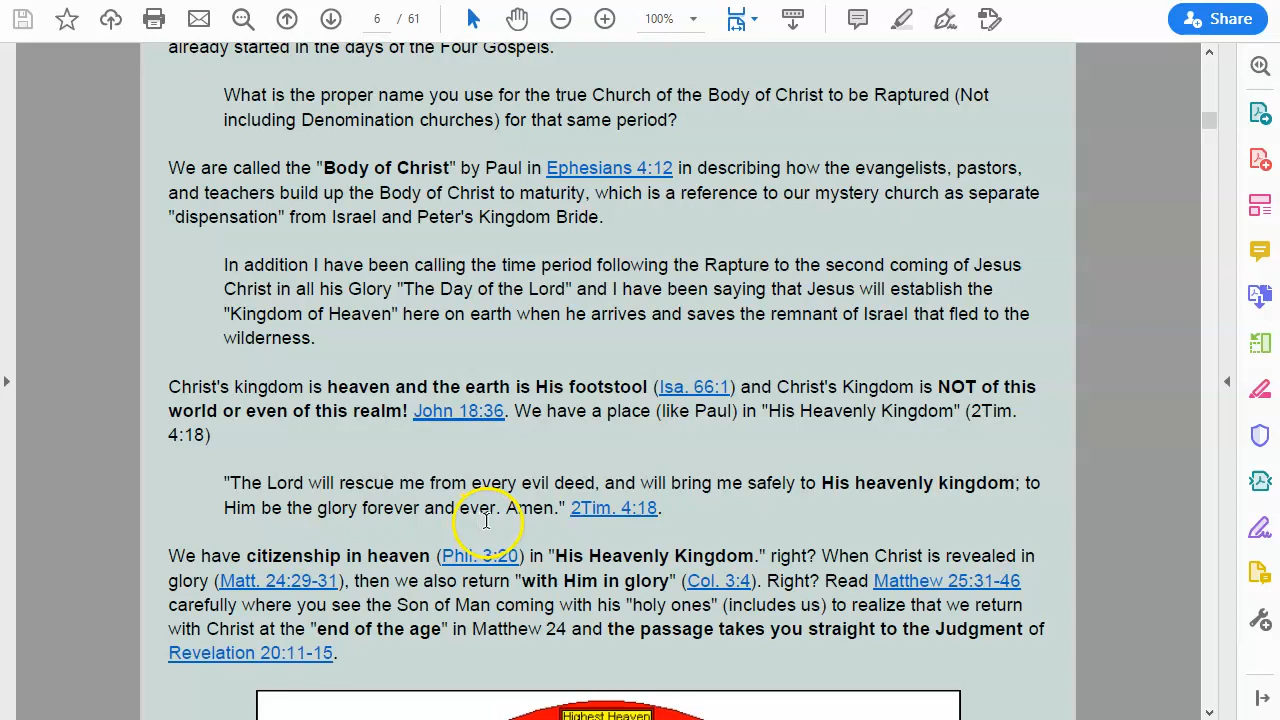 6 / 61
100%
Share
already started in the days of the Four Gospels.
What is the proper name you use for the true Church of the Body of Christ to be Raptured (Not
including Denomination churches) for that same period?
We are called the "Body of Christ" by Paul in Ephesians 4:12 in describing how the evangelists, pastors,
and teachers build up the Body of Christ to maturity, which is a reference to our mystery church as separate
"dispensation" from Israel and Peter's Kingdom Bride.
In addition I have been calling the time period following the Rapture to the second coming of Jesus
Christ in all his Glory "The Day of the Lord" and I have been saying that Jesus will establish the
"Kingdom of Heaven" here on earth when he arrives and saves the remnant of Israel that fled to the
wilderness.
Christ's kingdom is heaven and the earth is His footstool (Isa. 66:1) and Christ's Kingdom is NOT of this
world or even of this realm! John 18:36. We have a place (like Paul) in "His Heavenly Kingdom" (2Tim.
4:18)
"The Lord will rescue me from every evil deed, and will bring me safely to His heavenly kingdom; to
Him be the glory forever and ever. Amen." 2Tim. 4:18.
We have citizenship in heaven (Phil. 3:20) in "His Heavenly Kingdom." right? When Christ is revealed in
glory (Matt. 24:29-31), then we also return "with Him in glory" (Col. 3:4). Right? Read Matthew 25:31-46
carefully where you see the Son of Man coming with his "holy ones" (includes us) to realize that we return
with Christ at the "end of the age" in Matthew 24 and the passage takes you straight to the Judgment of
Revelation 20:11-15.
Highest Heaven